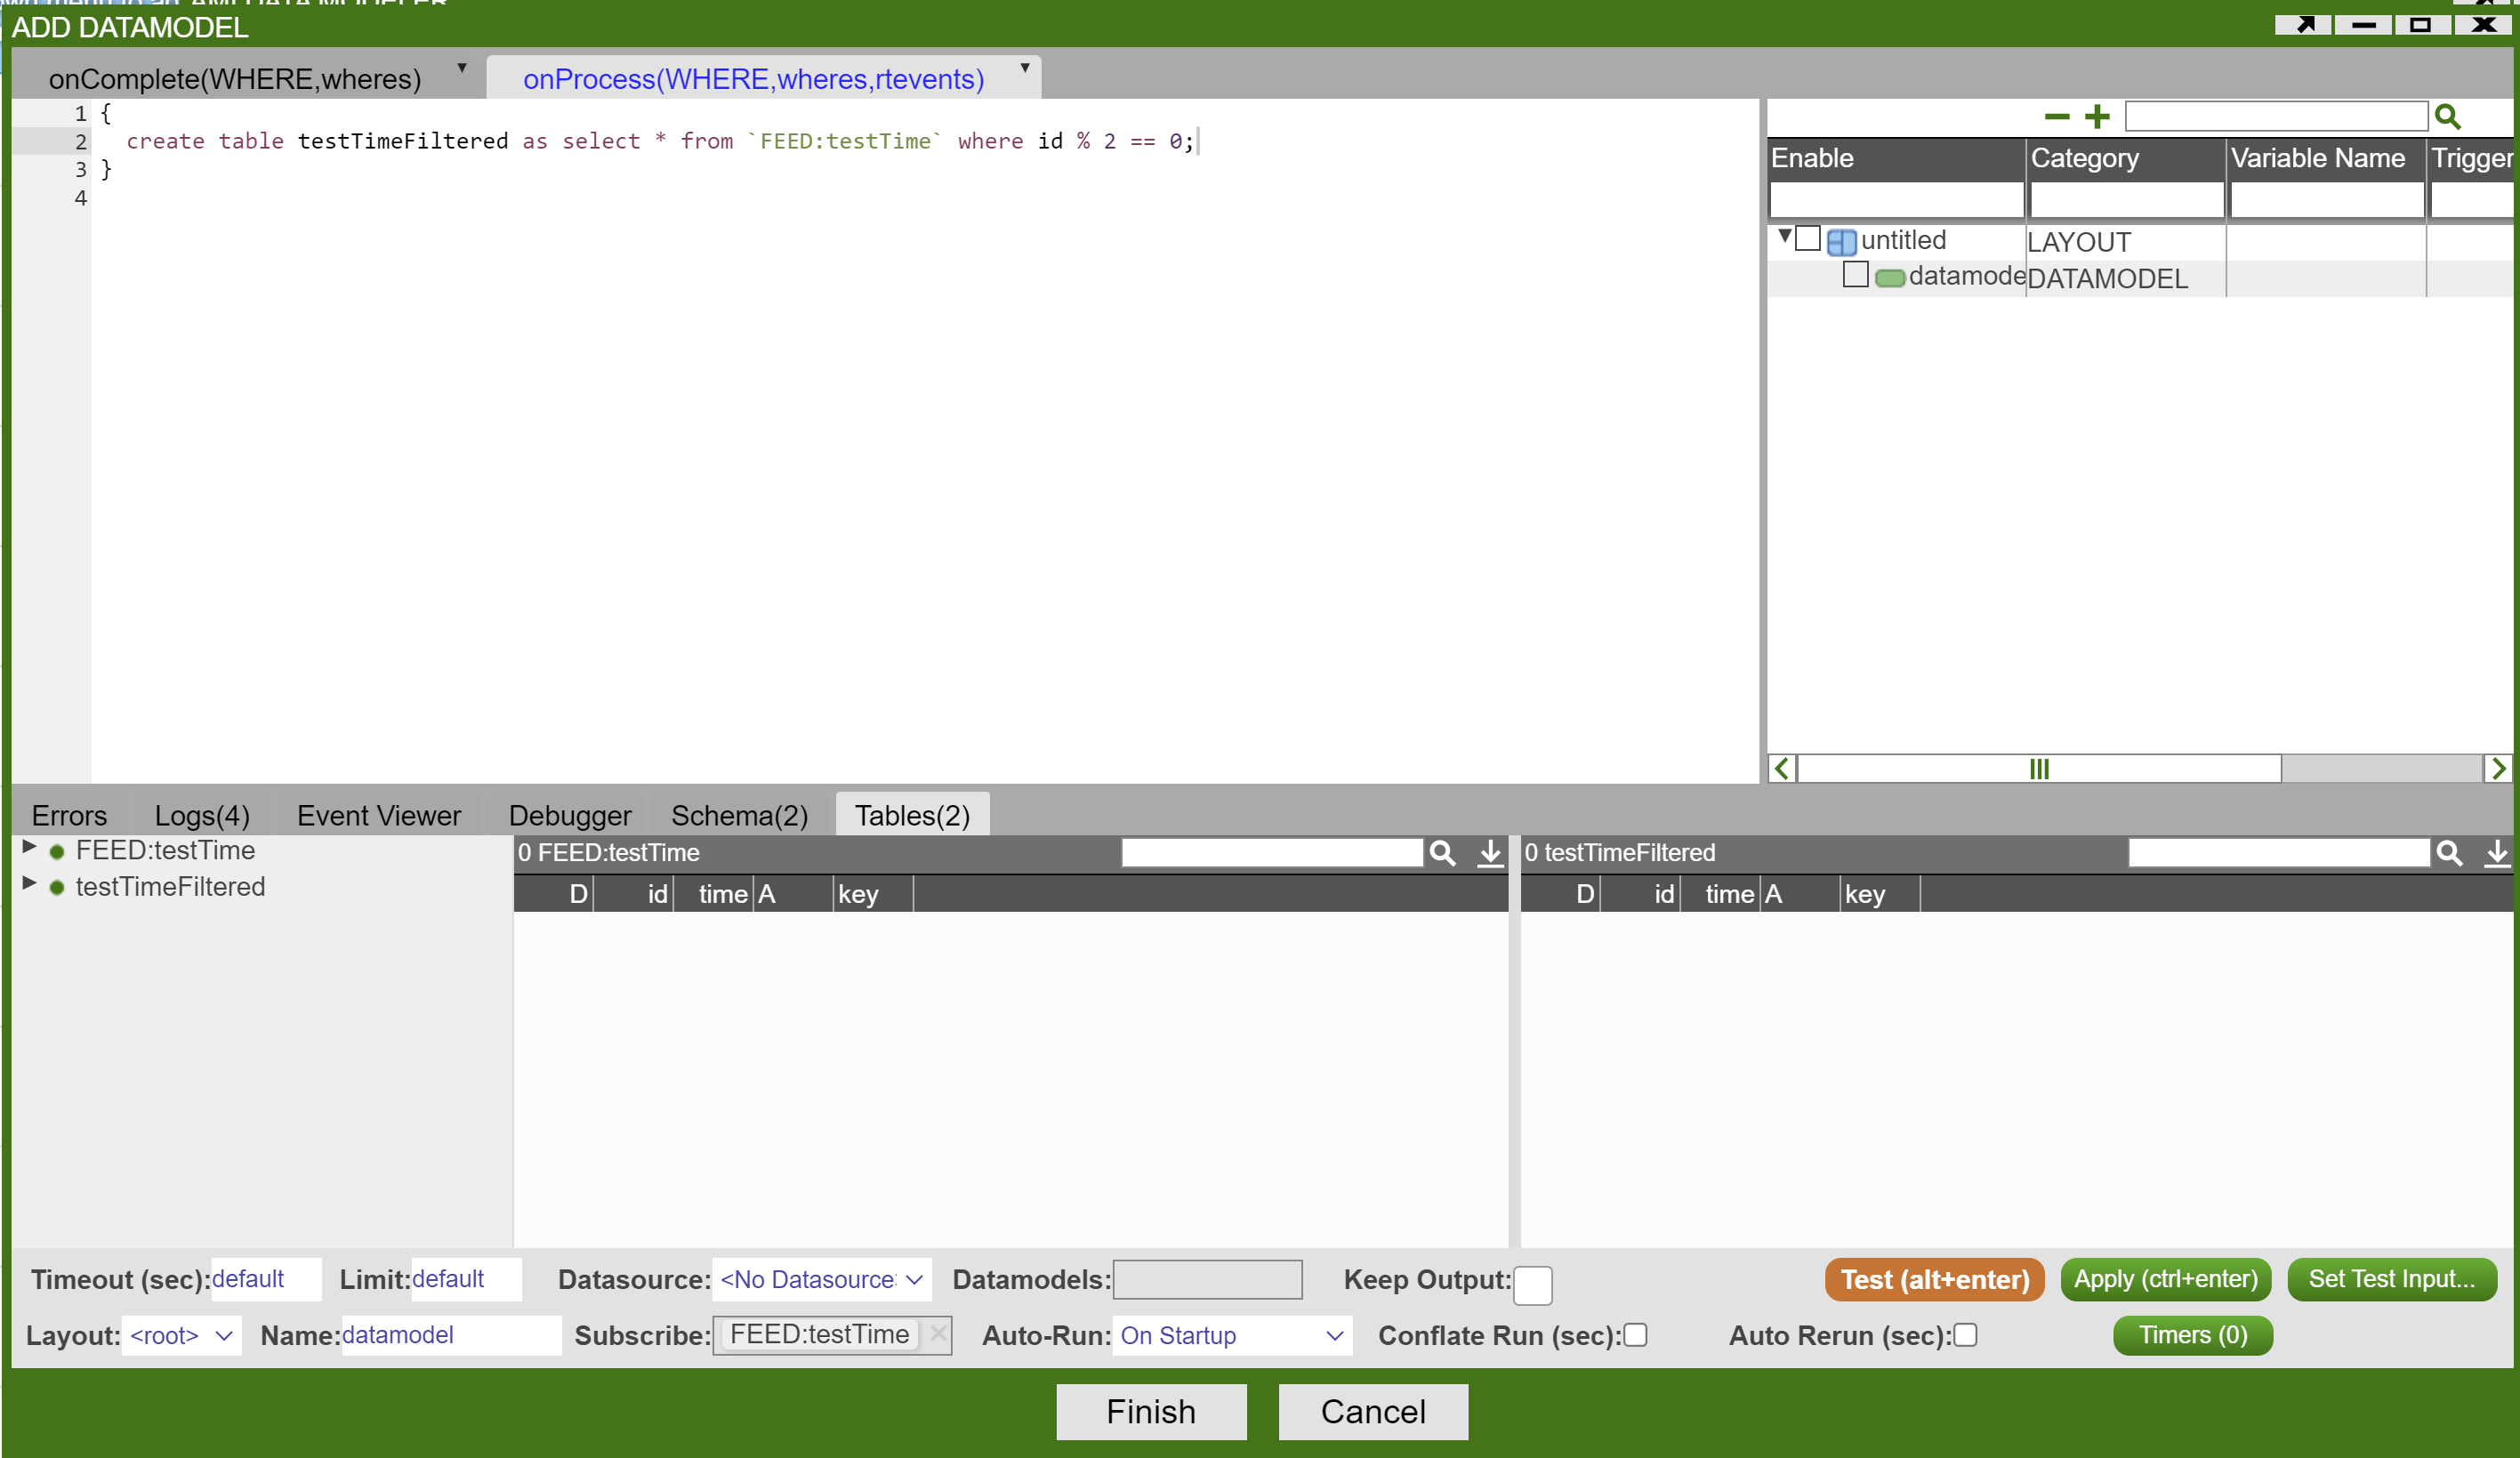 ADD DATAMODEL
onComplete(WHERE,wheres) onProcess(WHERE,wheres,rtevents)
1 {
2 create table testTimeFiltered as select * from `FEED:testTime` where id % 2 == 0;
3 }
4
Enable Category Variable Name Trigger
untitled LAYOUT
datamode DATAMODEL
Errors Logs(4) Event Viewer Debugger Schema(2) Tables(2)
FEED:testTime
testTimeFiltered
0 FEED:testTime
D id time A key
0 testTimeFiltered
D id time A key
Timeout (sec): default Limit: default Datasource: <No Datasource Datamodels: Keep Output: Test (alt+enter) Apply (ctrl+enter) Set Test Input...
Layout: <root> Name: datamodel Subscribe: FEED:testTime × Auto-Run: On Startup Conflate Run (sec): Auto Rerun (sec): Timers (0)
Finish Cancel